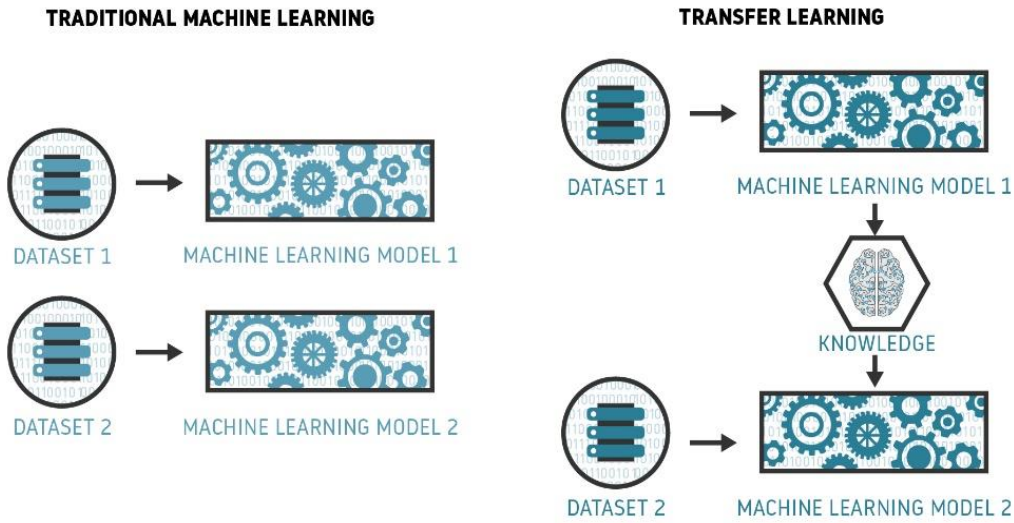 TRADITIONAL MACHINE LEARNING
DATASET 1
MACHINE LEARNING MODEL 1
DATASET 2
MACHINE LEARNING MODEL 2
TRANSFER LEARNING
DATASET 1
MACHINE LEARNING MODEL 1
KNOWLEDGE
DATASET 2
MACHINE LEARNING MODEL 2